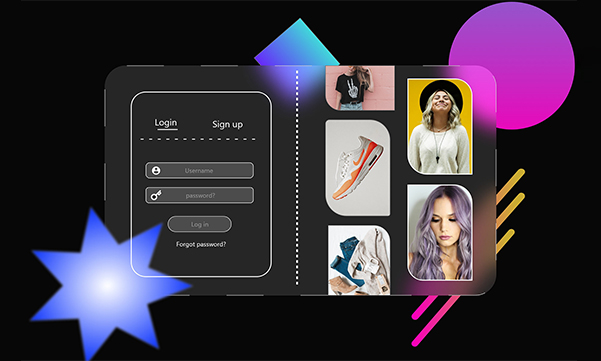 Login
Sign up
Username
password?
Log in
Forgot password?